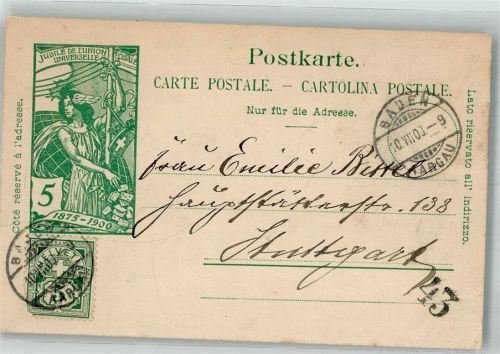 JUBILÉ DE L'UNION
UNIVERSELLE POSTALE
5
1875-1900
Postkarte.
CARTE POSTALE. — CARTOLINA POSTALE.
Nur für die Adresse.
Côté réservé à l'adresse.
Lato riservato all' indirizzo.
BADEN
AARGAU
Frau Emilie
Hauptstätterstr. 138
Stuttgart
43